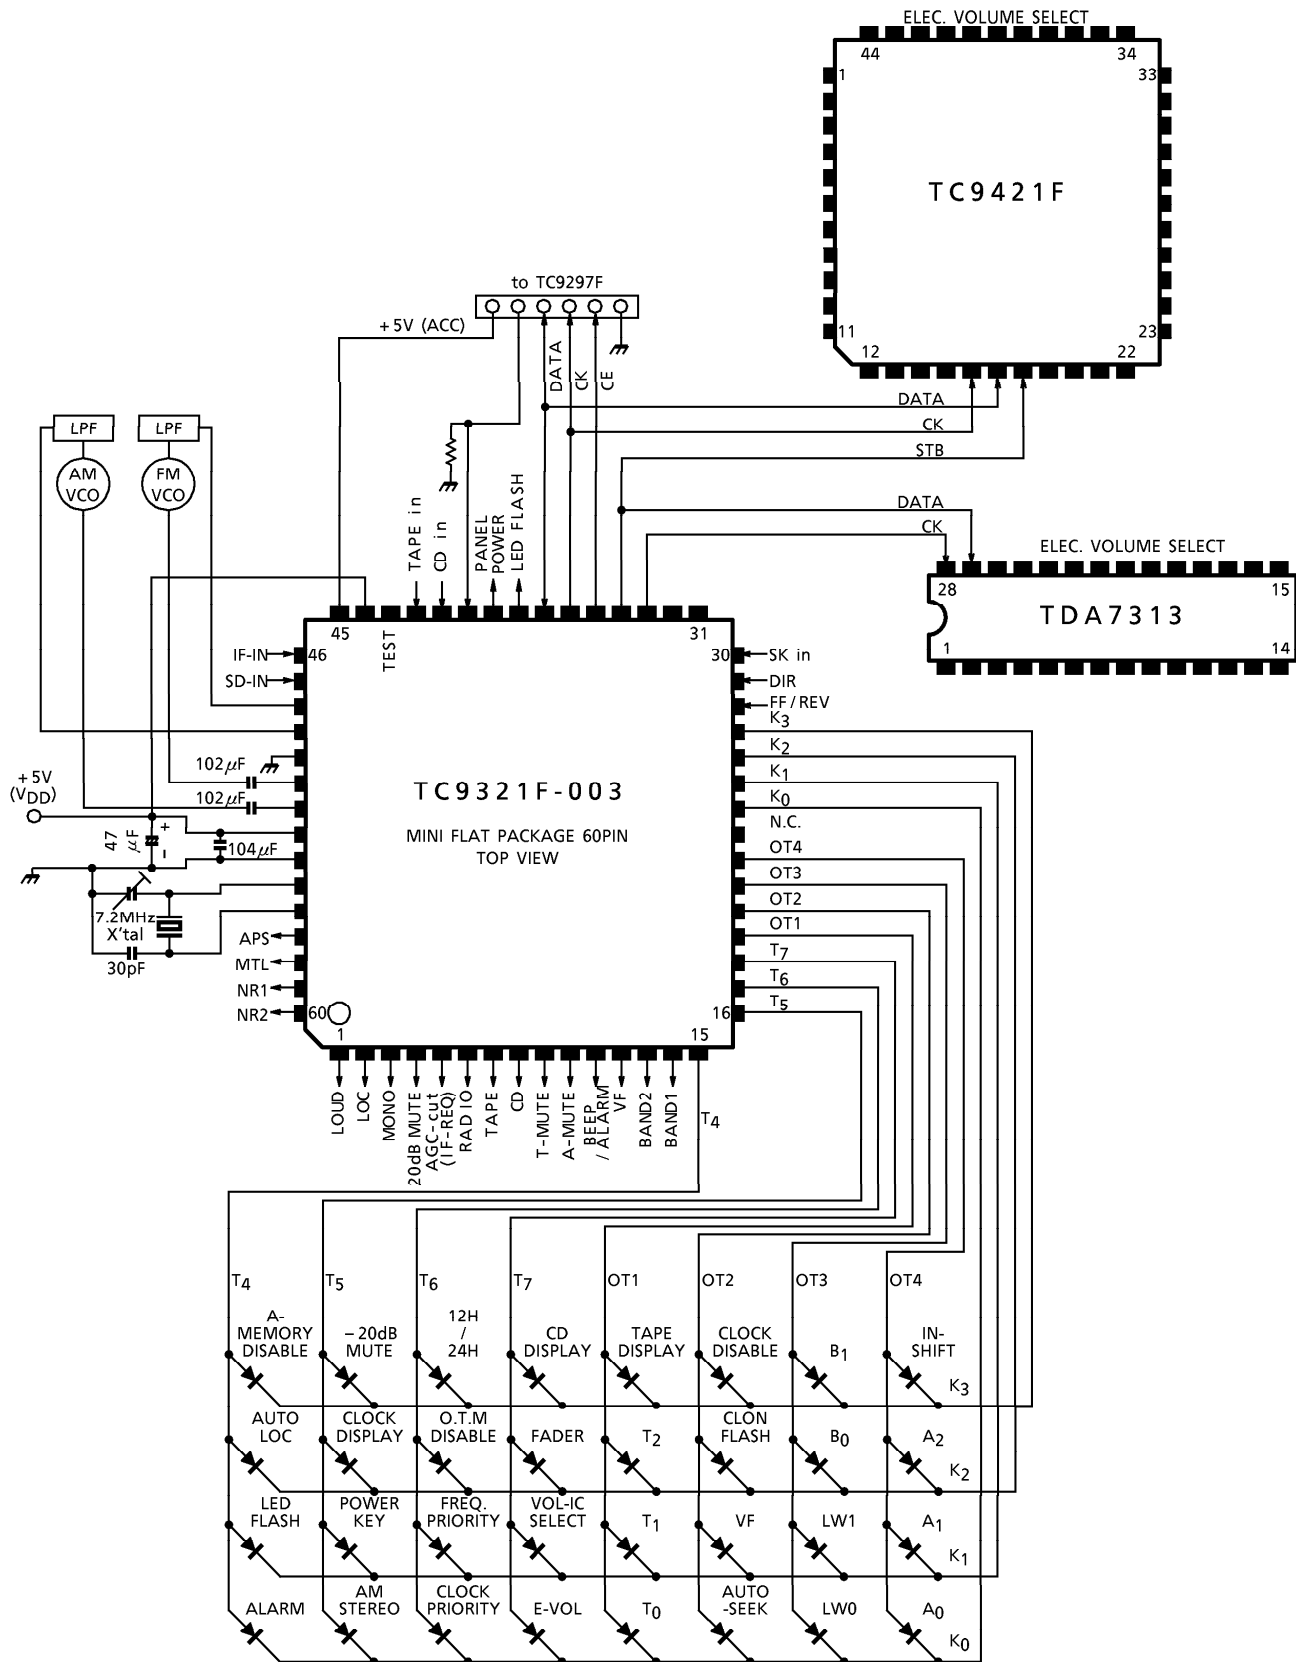 ELEC. VOLUME SELECT
44 34
1 33
TC9421F
11 23
12 22
to TC9297F
+5V (ACC)
DATA
CK
CE
DATA
CK
STB
LPF LPF
AM
VCO
FM
VCO
TAPE in
CD in
PANEL
POWER
LED FLASH
DATA
CK
ELEC. VOLUME SELECT
28 15
TDA7313
1 14
45 31
TEST
IF-IN 46
SD-IN
30 SK in
DIR
FF/REV
K3
K2
K1
K0
N.C.
OT4
OT3
OT2
OT1
T7
T6
16 T5
102μF
102μF
+5V
(VDD)
47
μF
+
-
104μF
7.2MHz
X'tal
30pF
TC9321F-003
MINI FLAT PACKAGE 60PIN
TOP VIEW
APS
MTL
NR1
NR2 60
1 15
LOUD
LOC
MONO
20dB MUTE
AGC-cut
(IF-REQ)
RADIO
TAPE
CD
T-MUTE
A-MUTE
BEEP
/ALARM
VF
BAND2
BAND1
T4
T4 T5 T6 T7 OT1 OT2 OT3 OT4
A-
MEMORY
DISABLE
-20dB
MUTE
12H
/
24H
CD
DISPLAY
TAPE
DISPLAY
CLOCK
DISABLE
B1
IN-
SHIFT
K3
AUTO
LOC
CLOCK
DISPLAY
O.T.M
DISABLE
FADER
T2
CLON
FLASH
B0
A2
K2
LED
FLASH
POWER
KEY
FREQ.
PRIORITY
VOL-IC
SELECT
T1
VF
LW1
A1
K1
ALARM
AM
STEREO
CLOCK
PRIORITY
E-VOL
T0
AUTO
-SEEK
LW0
A0
K0